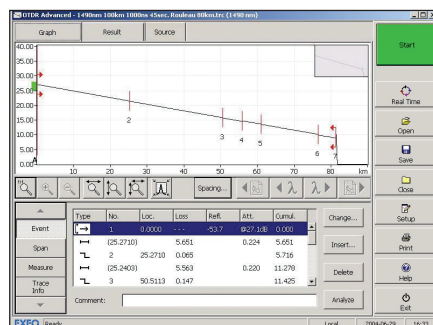 OTDR Advanced - 1490nm 100km 1000ns 45sec. Rouleau 80km.trc (1490 nm)
Graph Result Source
40.00
35.00
30.00
25.00
20.00
15.00
10.00
5.00
0.00
A
2 3 4 5 6 7
10 20 30 40 50 60 70 80 km
Spacing...
Event
Span
Measure
Trace Info
Type No. Loc. Loss Refl. Att. Cumul.
1 0.0000 --- -53.7 @27.1dB 0.000
(25.2710) 5.651 0.224 5.651
2 25.2710 0.065 5.716
(25.2403) 5.563 0.220 11.278
3 50.5113 0.147 11.425
Comment:
Change...
Insert...
Delete
Analyze
Start
Real Time
Open
Save
Close
Setup
Print
Help
Exit
EXFO Ready Local 2004-06-29 16:33